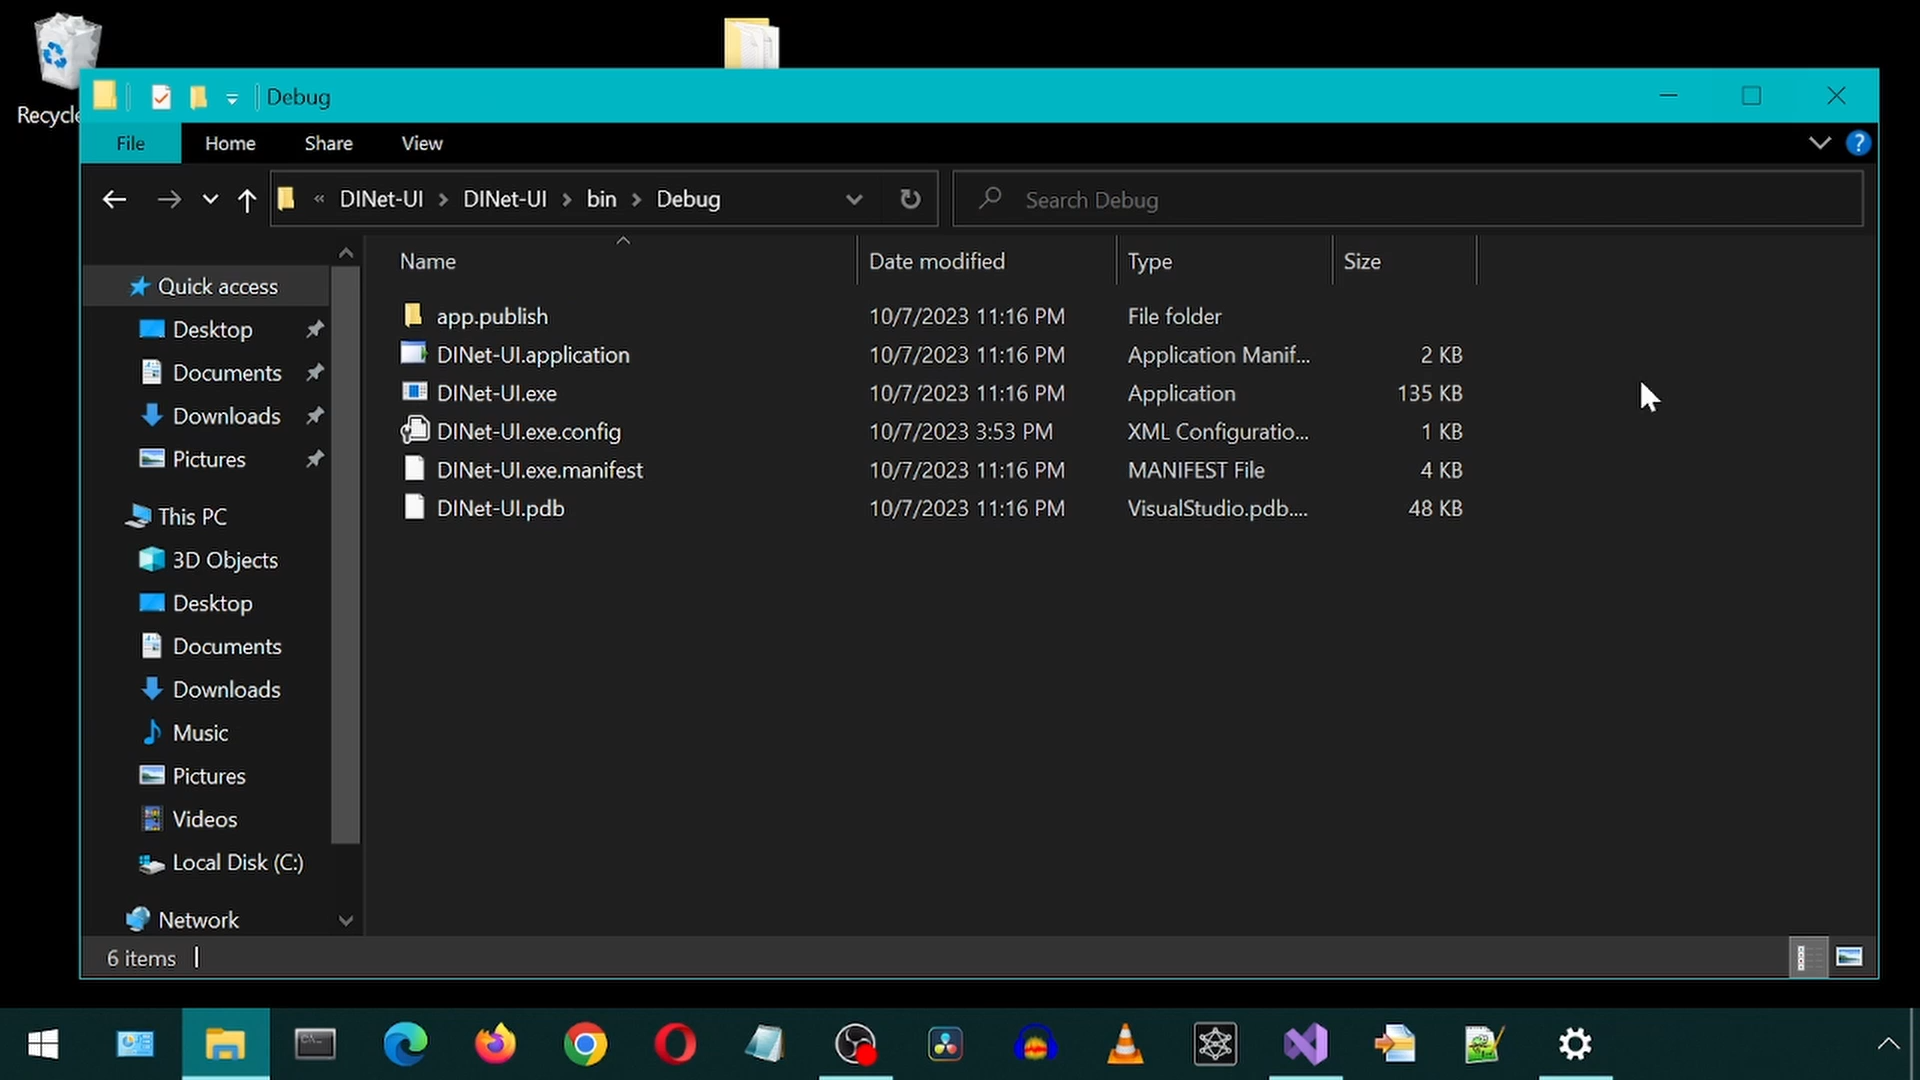 Recycle
Debug
File Home Share View
« DINet-UI > DINet-UI > bin > Debug
Search Debug
Name Date modified Type Size
Quick access
Desktop
Documents
Downloads
Pictures
This PC
3D Objects
Desktop
Documents
Downloads
Music
Pictures
Videos
Local Disk (C:)
Network
app.publish 10/7/2023 11:16 PM File folder
DINet-UI.application 10/7/2023 11:16 PM Application Manif... 2 KB
DINet-UI.exe 10/7/2023 11:16 PM Application 135 KB
DINet-UI.exe.config 10/7/2023 3:53 PM XML Configuratio... 1 KB
DINet-UI.exe.manifest 10/7/2023 11:16 PM MANIFEST File 4 KB
DINet-UI.pdb 10/7/2023 11:16 PM VisualStudio.pdb.... 48 KB
6 items